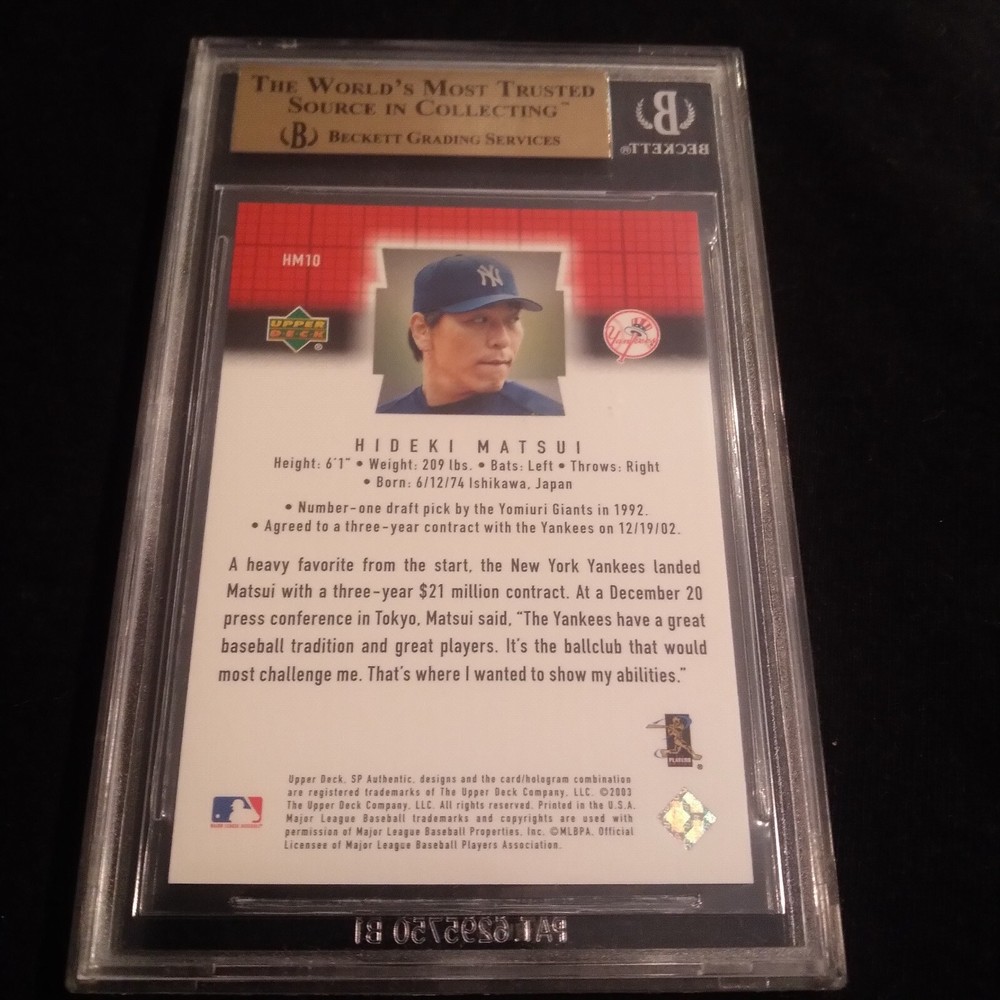 THE WORLD'S MOST TRUSTED
SOURCE IN COLLECTING™
B BECKETT GRADING SERVICES
B
BECKETT®
HM10
NY
UPPER
DECK
®
Yankees
HIDEKI MATSUI
Height: 6'1" • Weight: 209 lbs. • Bats: Left • Throws: Right
• Born: 6/12/74 Ishikawa, Japan
• Number-one draft pick by the Yomiuri Giants in 1992.
• Agreed to a three-year contract with the Yankees on 12/19/02.
A heavy favorite from the start, the New York Yankees landed
Matsui with a three-year $21 million contract. At a December 20
press conference in Tokyo, Matsui said, "The Yankees have a great
baseball tradition and great players. It's the ballclub that would
most challenge me. That's where I wanted to show my abilities."
PLAYERS
®
Upper Deck, SP Authentic, designs and the card/hologram combination
are registered trademarks of The Upper Deck Company, LLC. ©2003
The Upper Deck Company, LLC. All rights reserved. Printed in the U.S.A.
Major League Baseball trademarks and copyrights are used with
permission of Major League Baseball Properties, Inc. ©MLBPA. Official
Licensee of Major League Baseball Players Association.
PAT.6295750 B1